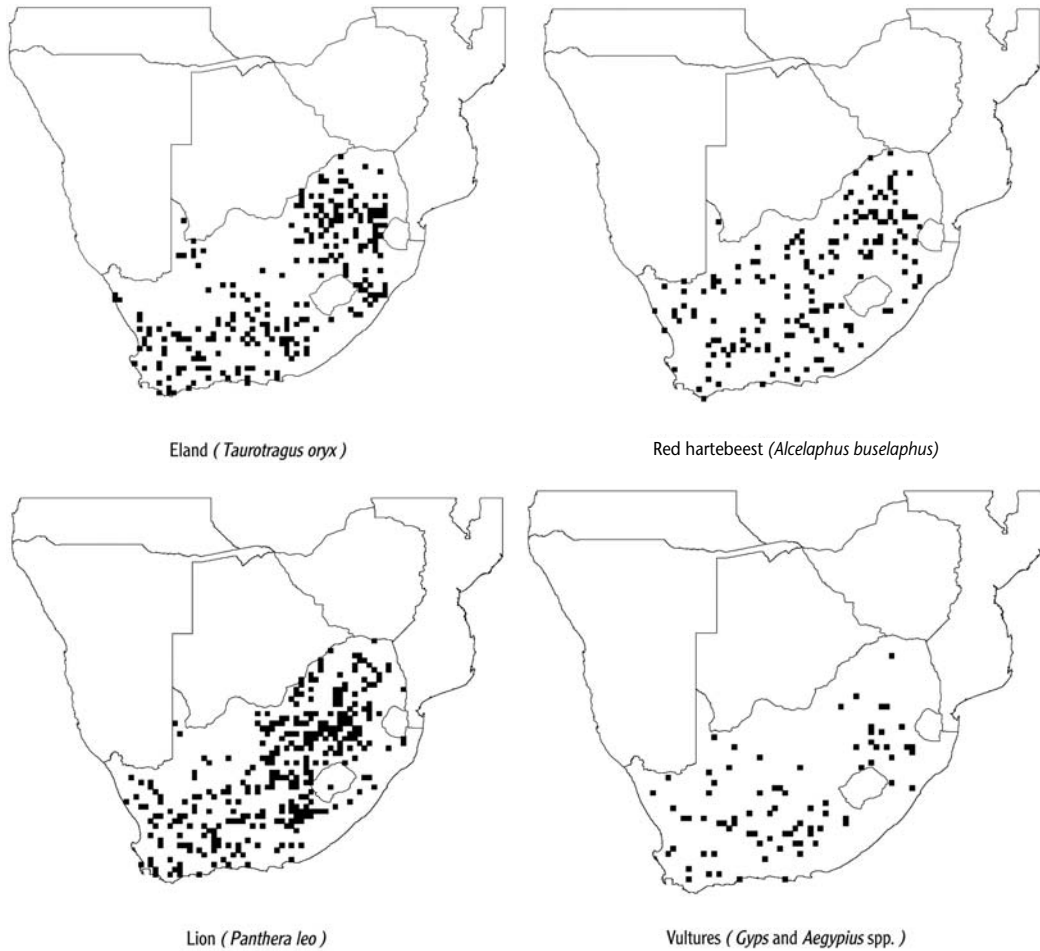 Eland ( Taurotragus oryx )
Red hartebeest (Alcelaphus buselaphus)
Lion ( Panthera leo )
Vultures ( Gyps and Aegypius spp. )